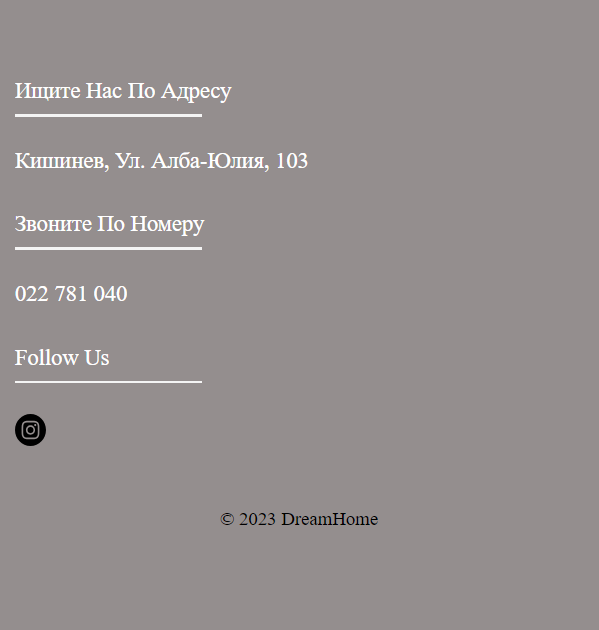 Ищите Нас По Адресу
Кишинев, Ул. Алба-Юлия, 103
Звоните По Номеру
022 781 040
Follow Us
© 2023 DreamHome